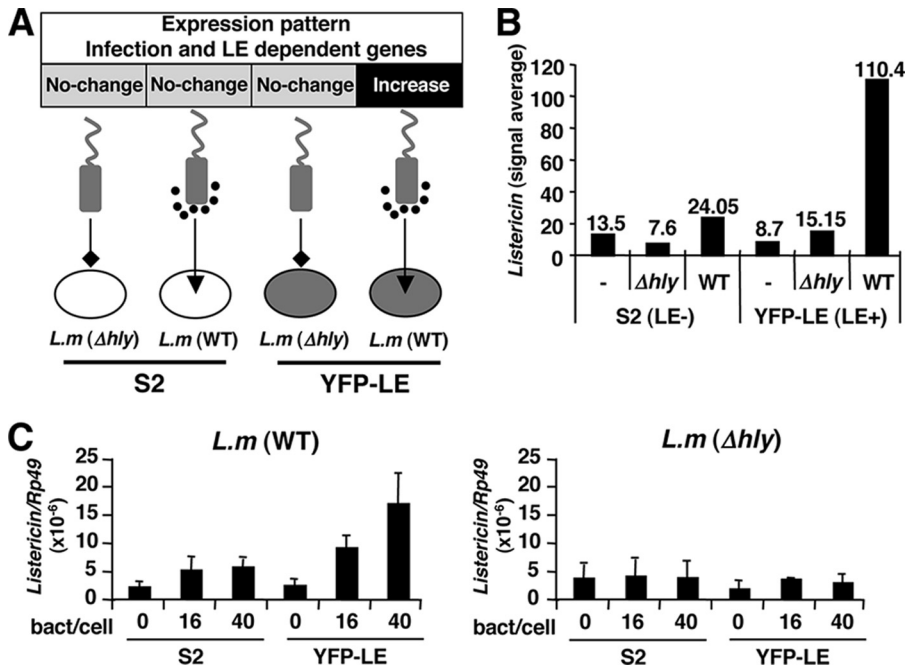 A
Expression pattern
Infection and LE dependent genes
No-change No-change No-change Increase
L.m (Δhly) L.m (WT) L.m (Δhly) L.m (WT)
S2 YFP-LE
B
Listericin (signal average)
120
100
80
60
40
20
0
13.5 7.6 24.05 8.7 15.15 110.4
- Δhly WT - Δhly WT
S2 (LE-) YFP-LE (LE+)
C
L.m (WT)
Listericin/Rp49
(x10-6)
25
20
15
10
5
0
bact/cell 0 16 40 0 16 40
S2 YFP-LE
L.m (Δhly)
Listericin/Rp49
(x10-6)
25
20
15
10
5
0
bact/cell 0 16 40 0 16 40
S2 YFP-LE